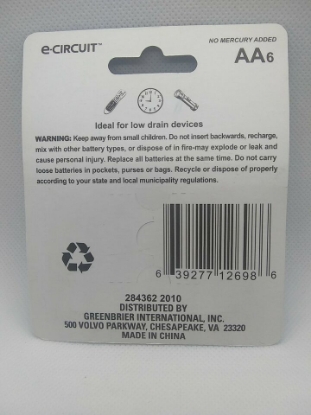 e-CIRCUIT™
NO MERCURY ADDED
AA6
Ideal for low drain devices
WARNING: Keep away from small children. Do not insert backwards, recharge,
mix with other battery types, or dispose of in fire-may explode or leak and
cause personal injury. Replace all batteries at the same time. Do not carry
loose batteries in pockets, purses or bags. Recycle or dispose of properly
according to your state and local municipality regulations.
6 39277 12698 6
284362 2010
DISTRIBUTED BY
GREENBRIER INTERNATIONAL, INC.
500 VOLVO PARKWAY, CHESAPEAKE, VA 23320
MADE IN CHINA